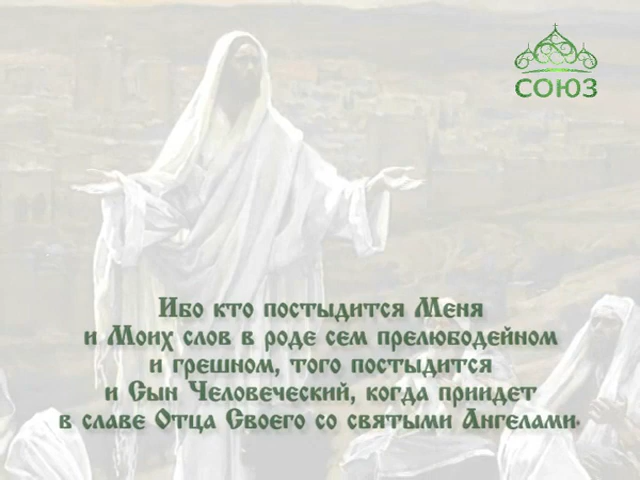 СОЮЗ
Ибо кто постыдится Меня
и Моих слов в роде сем прелюбодейном
и грешном, того постыдится
и Сын Человеческий, когда приидет
в славе Отца Своего со святыми Ангелами.